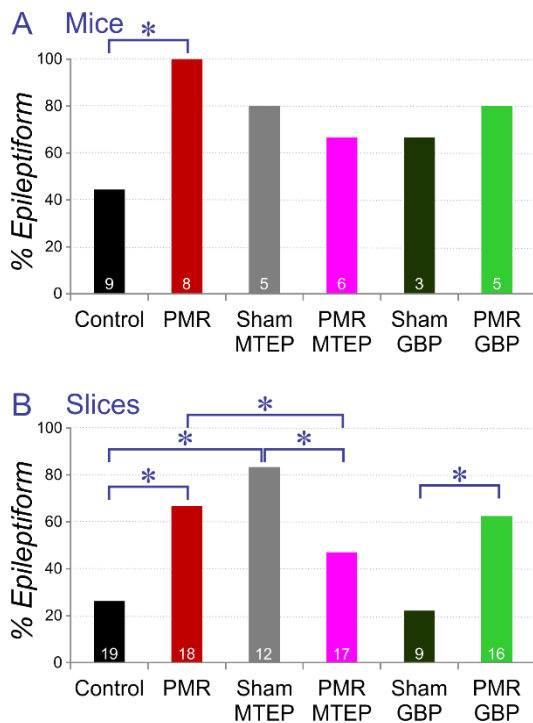 A Mice
*
% Epileptiform
100
80
60
40
20
0
9 8 5 6 3 5
Control PMR Sham PMR Sham PMR
MTEP MTEP GBP GBP
B Slices
*
* *
* *
% Epileptiform
100
80
60
40
20
0
19 18 12 17 9 16
Control PMR Sham PMR Sham PMR
MTEP MTEP GBP GBP